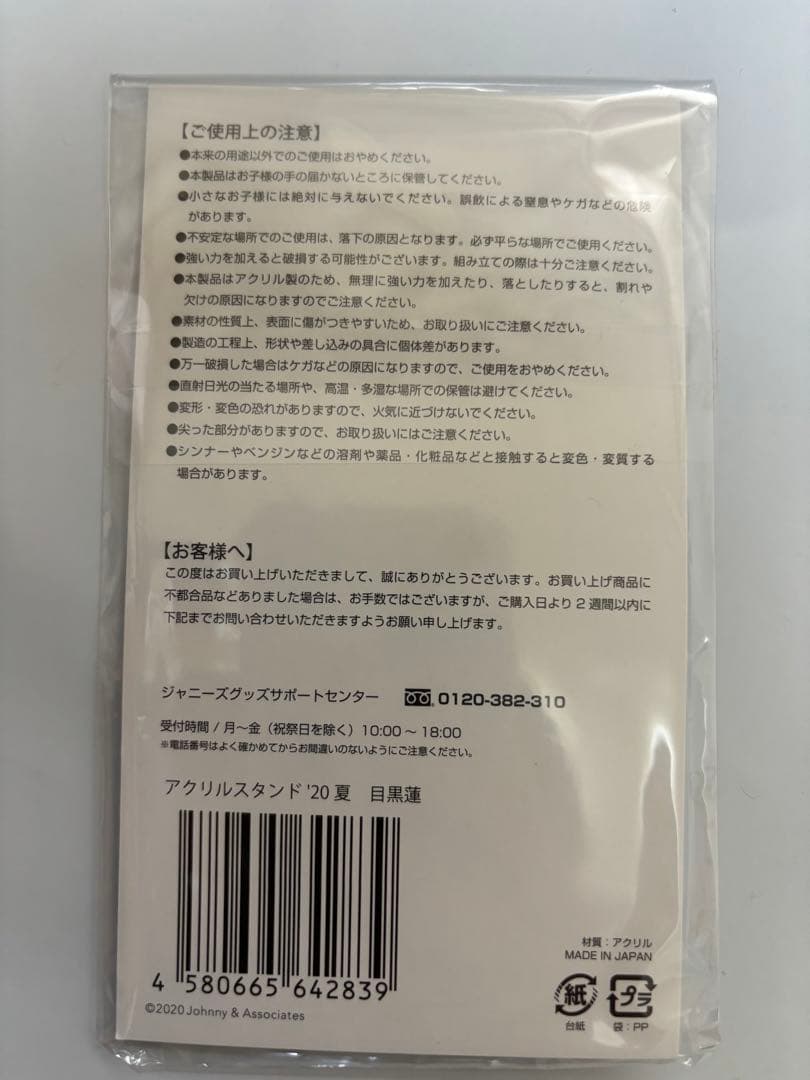 【ご使用上の注意】
●本来の用途以外でのご使用はおやめください。
●本製品はお子様の手の届かないところに保管してください。
●小さなお子様には絶対に与えないでください。誤飲による窒息やケガなどの危険
があります。
●不安定な場所でのご使用は、落下の原因となります。必ず平らな場所でご使用ください。
●強い力を加えると破損する可能性がございます。組み立ての際は十分ご注意ください。
●本製品はアクリル製のため、無理に強い力を加えたり、落としたりすると、割れや
欠けの原因になりますのでご注意ください。
●素材の性質上、表面に傷がつきやすいため、お取り扱いにご注意ください。
●製造の工程上、形状や差し込みの具合に個体差があります。
●万一破損した場合はケガなどの原因になりますので、ご使用をおやめください。
●直射日光の当たる場所や、高温・多湿な場所での保管は避けてください。
●変形・変色の恐れがありますので、火気に近づけないでください。
●尖った部分がありますので、お取り扱いにはご注意ください。
●シンナーやベンジンなどの溶剤や薬品・化粧品などと接触すると変色・変質する
場合があります。
【お客様へ】
この度はお買い上げいただきまして、誠にありがとうございます。お買い上げ商品に
不都合品などありました場合は、お手数ではございますが、ご購入日より2週間以内に
下記までお問い合わせいただきますようお願い申し上げます。
ジャニーズグッズサポートセンター 0120-382-310
受付時間 / 月〜金（祝祭日を除く）10:00 〜 18:00
※電話番号はよく確かめてからお間違いのないようにご注意ください。
アクリルスタンド '20 夏 目黒蓮
4 580665 642839
©2020 Johnny & Associates
材質：アクリル
MADE IN JAPAN
紙 プラ
台紙 袋：PP